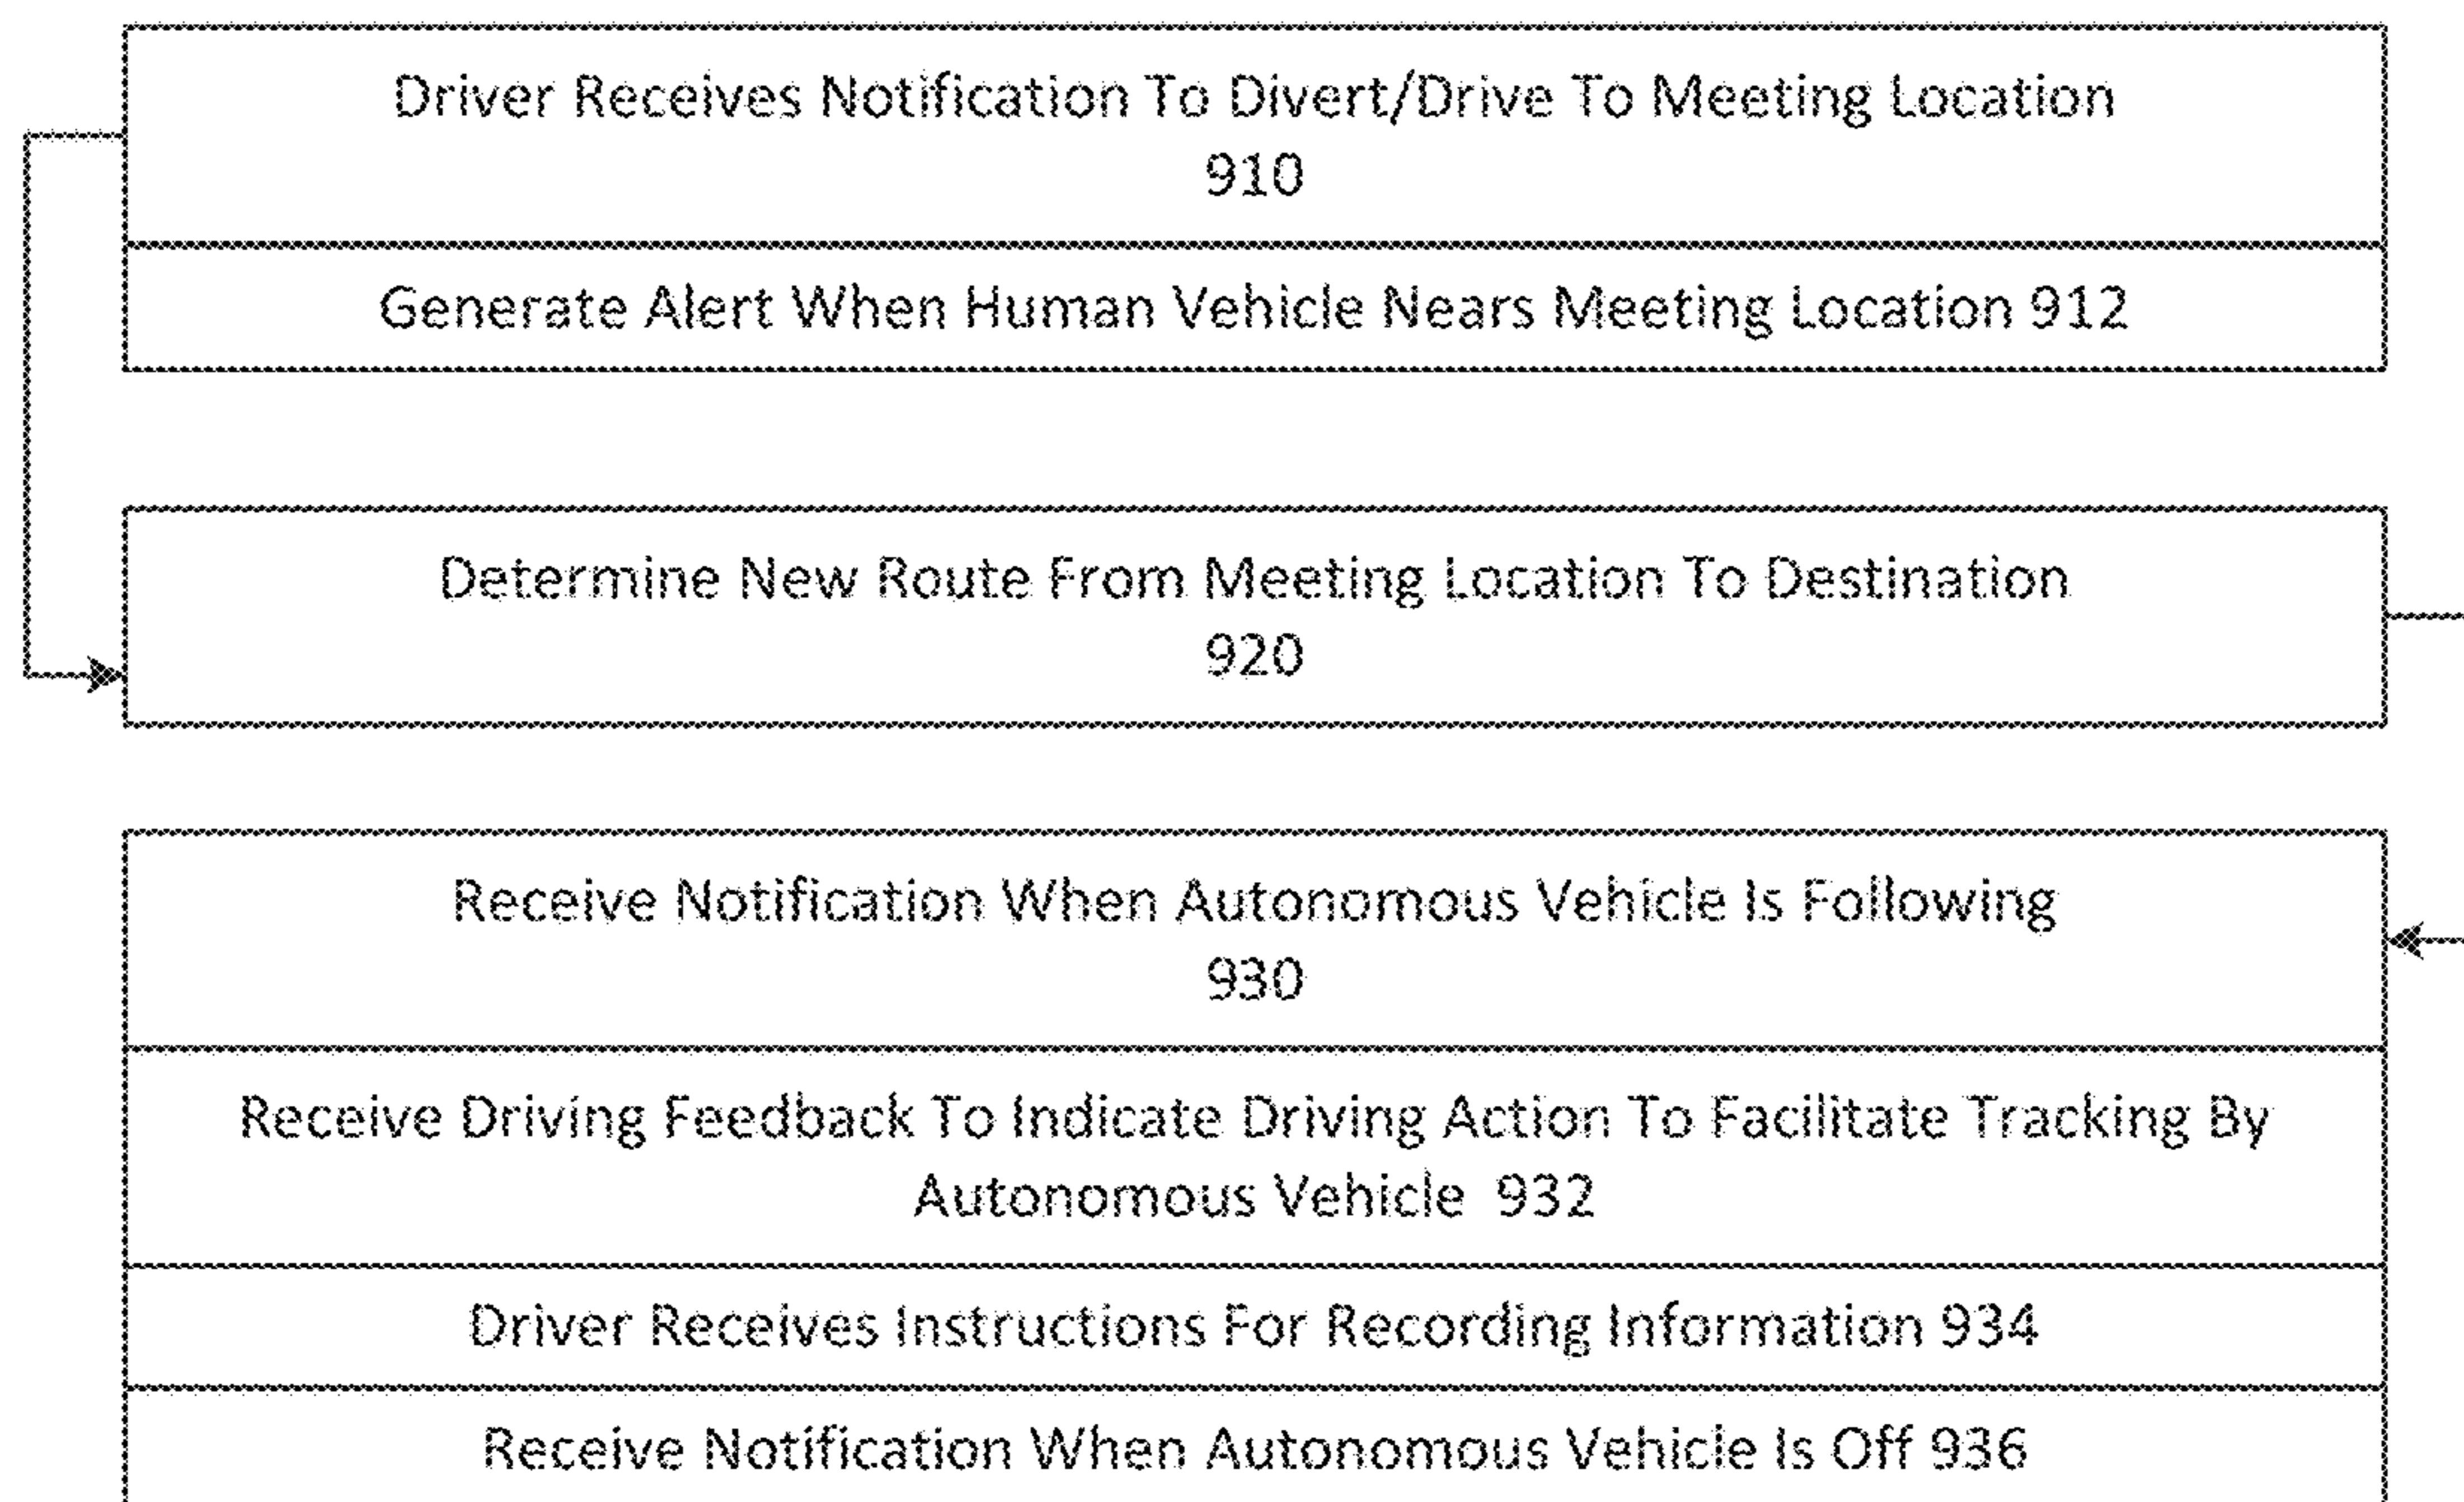 Driver Receives Notification To Divert/Drive To Meeting Location
910
Generate Alert When Human Vehicle Nears Meeting Location 912
Determine New Route From Meeting Location To Destination
920
Receive Notification When Autonomous Vehicle Is Following
930
Receive Driving Feedback To Indicate Driving Action To Facilitate Tracking By
Autonomous Vehicle 932
Driver Receives Instructions For Recording Information 934
Receive Notification When Autonomous Vehicle Is Off 936